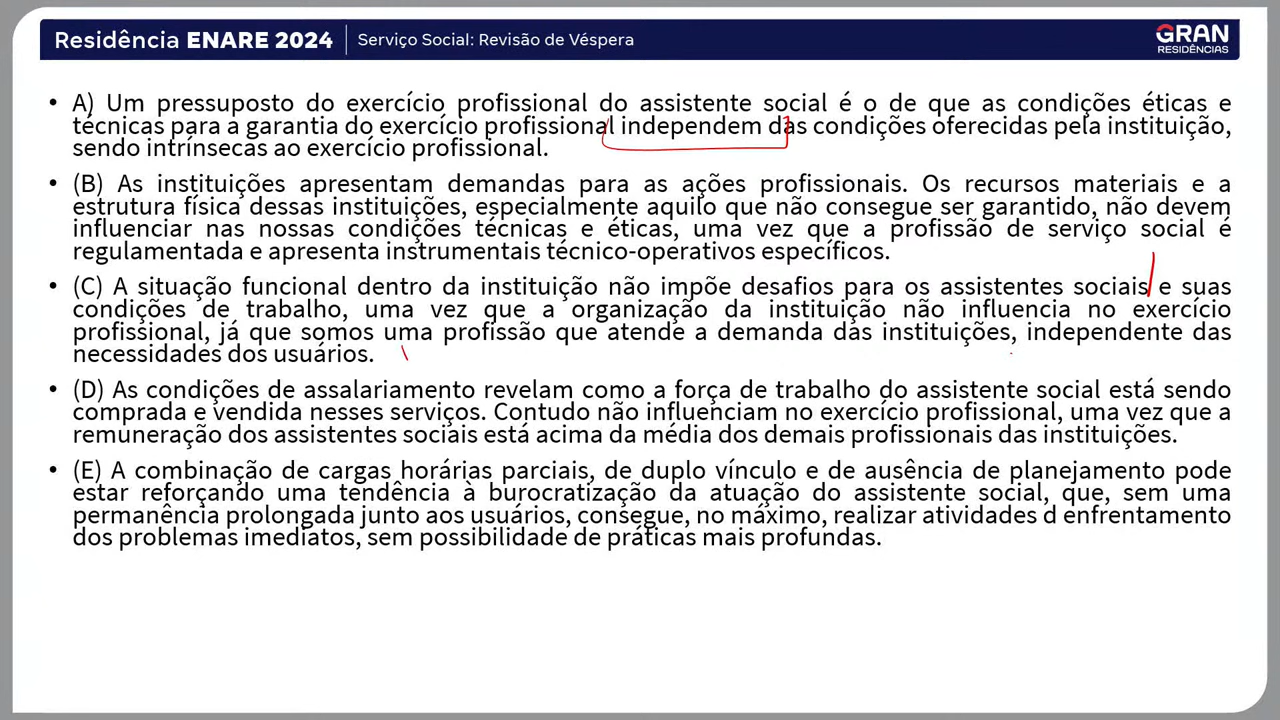 Residência ENARE 2024 | Serviço Social: Revisão de Véspera
GRAN
RESIDÊNCIAS
• A) Um pressuposto do exercício profissional do assistente social é o de que as condições éticas e
técnicas para a garantia do exercício profissional independem das condições oferecidas pela instituição,
sendo intrínsecas ao exercício profissional.
• (B) As instituições apresentam demandas para as ações profissionais. Os recursos materiais e a
estrutura física dessas instituições, especialmente aquilo que não consegue ser garantido, não devem
influenciar nas nossas condições técnicas e éticas, uma vez que a profissão de serviço social é
regulamentada e apresenta instrumentais técnico-operativos específicos.
• (C) A situação funcional dentro da instituição não impõe desafios para os assistentes sociais e suas
condições de trabalho, uma vez que a organização da instituição não influencia no exercício
profissional, já que somos uma profissão que atende a demanda das instituições, independente das
necessidades dos usuários.
• (D) As condições de assalariamento revelam como a força de trabalho do assistente social está sendo
comprada e vendida nesses serviços. Contudo não influenciam no exercício profissional, uma vez que a
remuneração dos assistentes sociais está acima da média dos demais profissionais das instituições.
• (E) A combinação de cargas horárias parciais, de duplo vínculo e de ausência de planejamento pode
estar reforçando uma tendência à burocratização da atuação do assistente social, que, sem uma
permanência prolongada junto aos usuários, consegue, no máximo, realizar atividades d enfrentamento
dos problemas imediatos, sem possibilidade de práticas mais profundas.